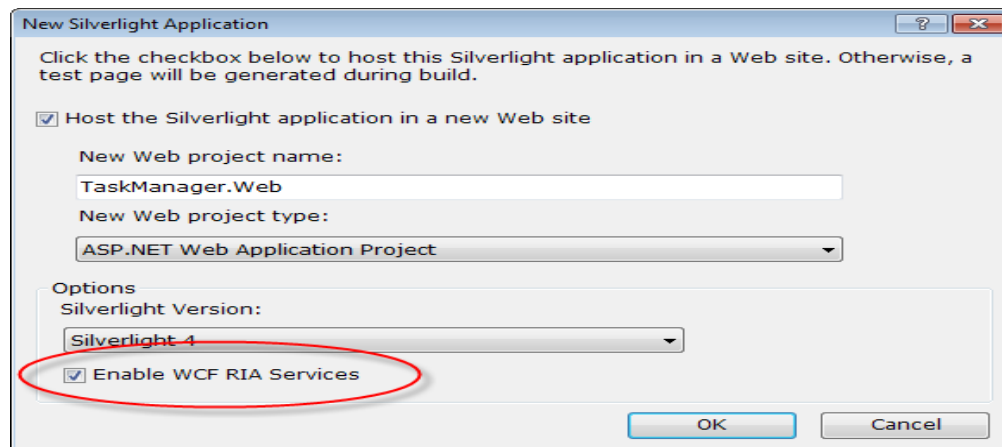 New Silverlight Application
Click the checkbox below to host this Silverlight application in a Web site. Otherwise, a
test page will be generated during build.
Host the Silverlight application in a new Web site
New Web project name:
TaskManager.Web
New Web project type:
ASP.NET Web Application Project
Options
Silverlight Version:
Silverlight 4
Enable WCF RIA Services
OK Cancel